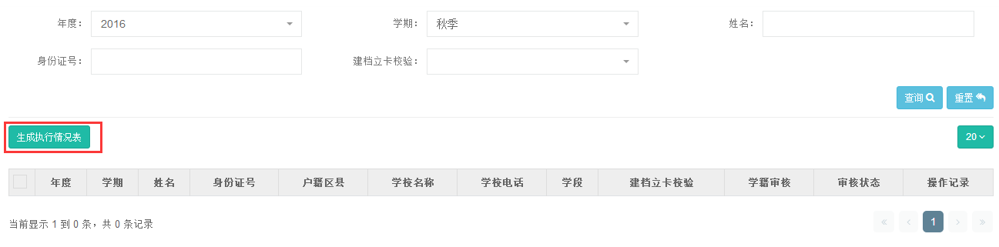 年度： 2016 学期： 秋季 姓名：
身份证号： 建档立卡校验：
查询 重置
生成执行情况表 20
年度 学期 姓名 身份证号 户籍区县 学校名称 学校电话 学段 建档立卡校验 学籍审核 审核状态 操作记录
当前显示 1 到 0 条，共 0 条记录 « ‹ 1 › »